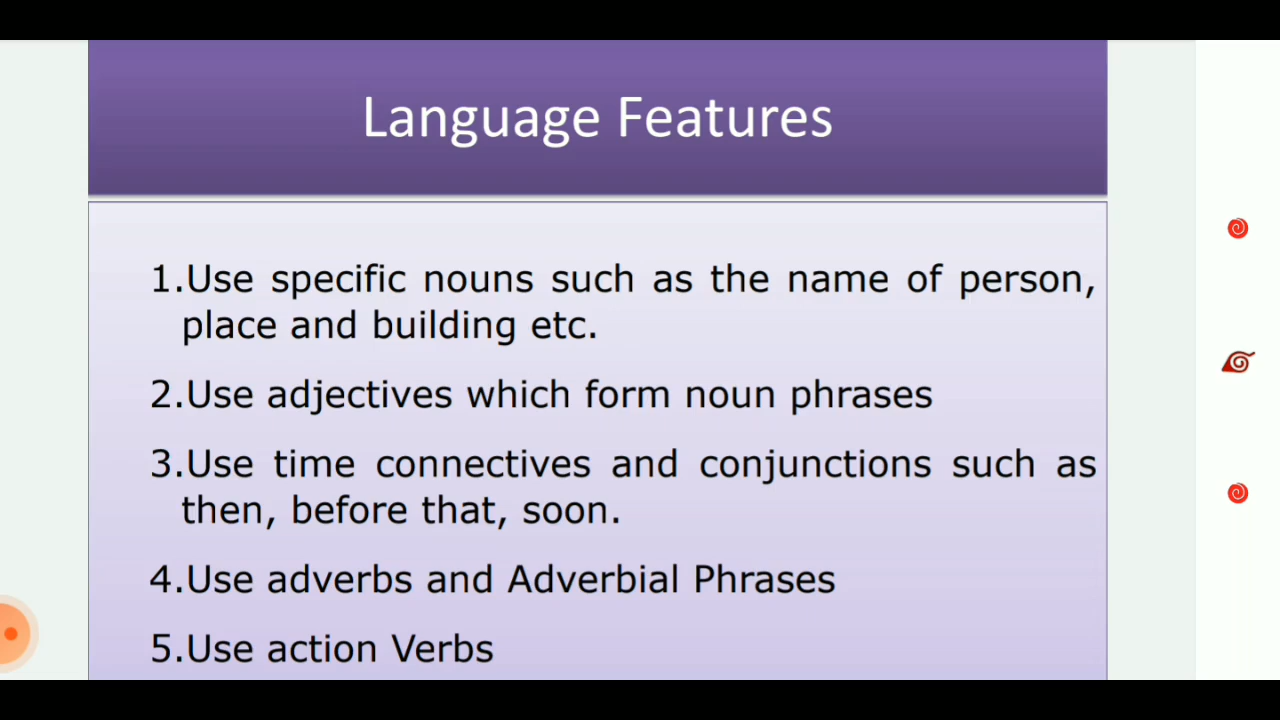 Language Features
1.Use specific nouns such as the name of person,
place and building etc.
2.Use adjectives which form noun phrases
3.Use time connectives and conjunctions such as
then, before that, soon.
4.Use adverbs and Adverbial Phrases
5.Use action Verbs